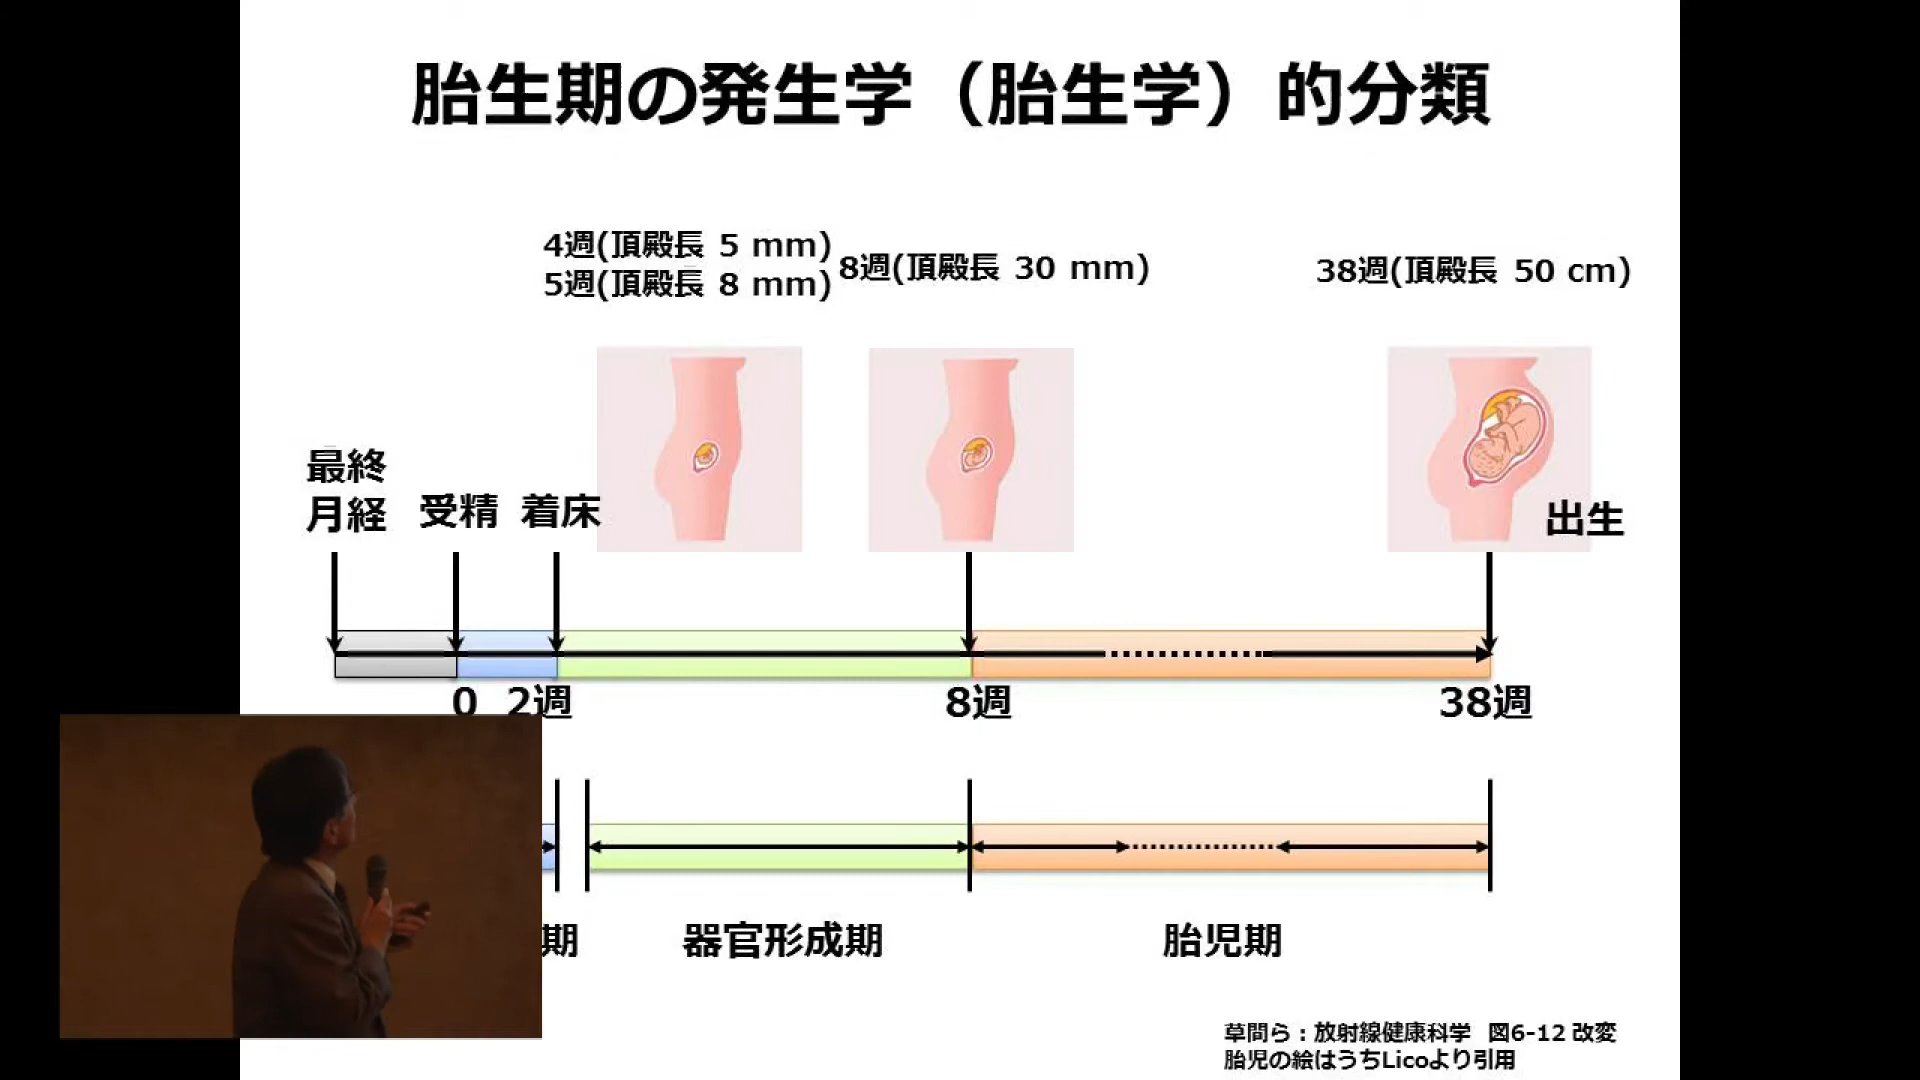 胎生期の発生学（胎生学）的分類
4週(頂殿長 5 mm)
5週(頂殿長 8 mm)
8週(頂殿長 30 mm)
38週(頂殿長 50 cm)
最終
月経
受精
着床
出生
0
2週
8週
38週
期
器官形成期
胎児期
草間ら：放射線健康科学 図6-12 改変
胎児の絵はうちLicoより引用